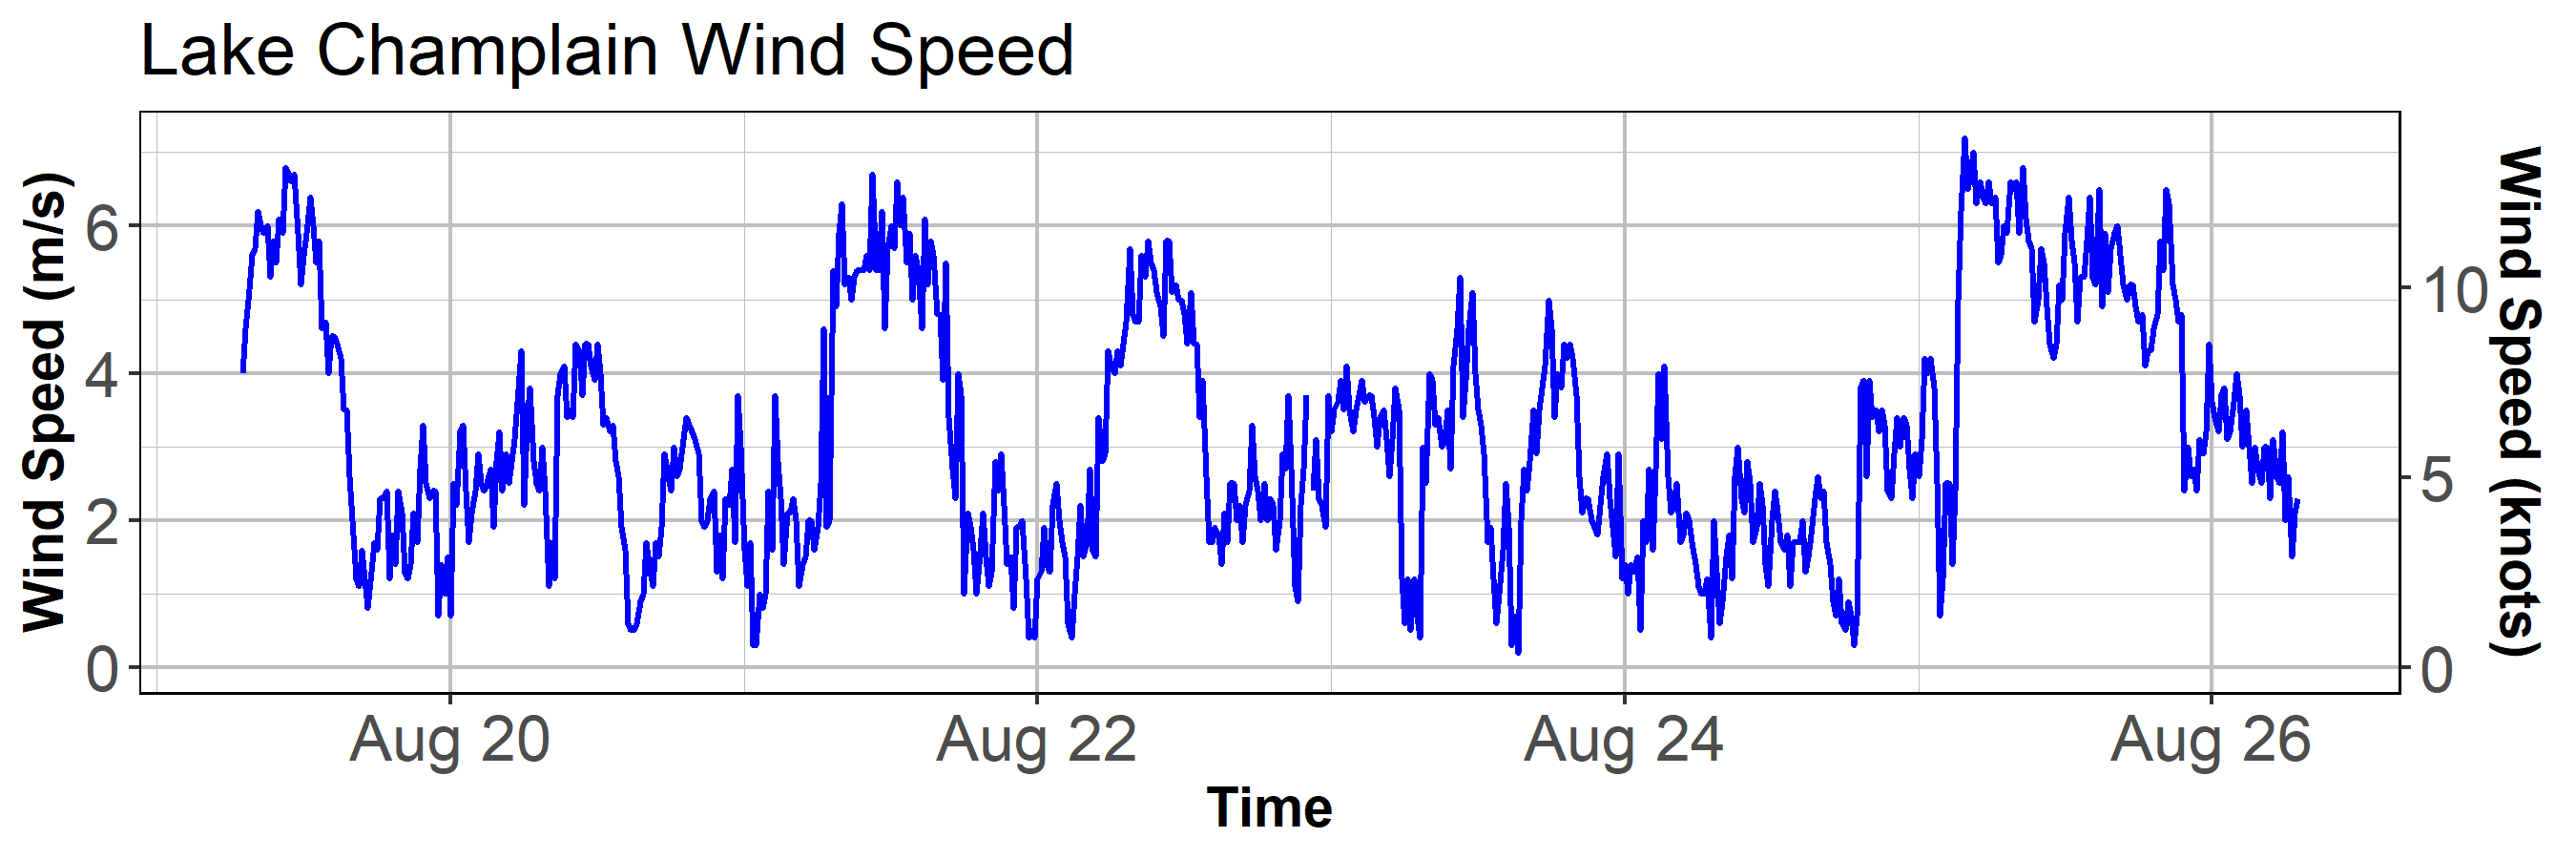 Lake Champlain Wind Speed
Wind Speed (m/s)
6
4
2
0
Wind Speed (knots)
10
5
0
Aug 20
Aug 22
Aug 24
Aug 26
Time